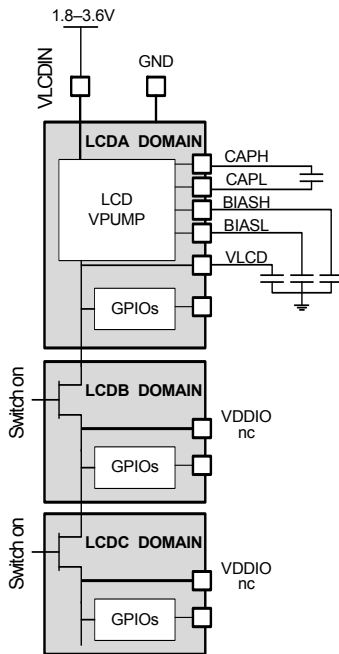 1.8–3.6V
VLCDIN
GND
LCDA DOMAIN
LCD
VPUMP
CAPH
CAPL
BIASH
BIASL
VLCD
GPIOs
Switch on
LCDB DOMAIN
VDDIO
nc
GPIOs
Switch on
LCDC DOMAIN
VDDIO
nc
GPIOs